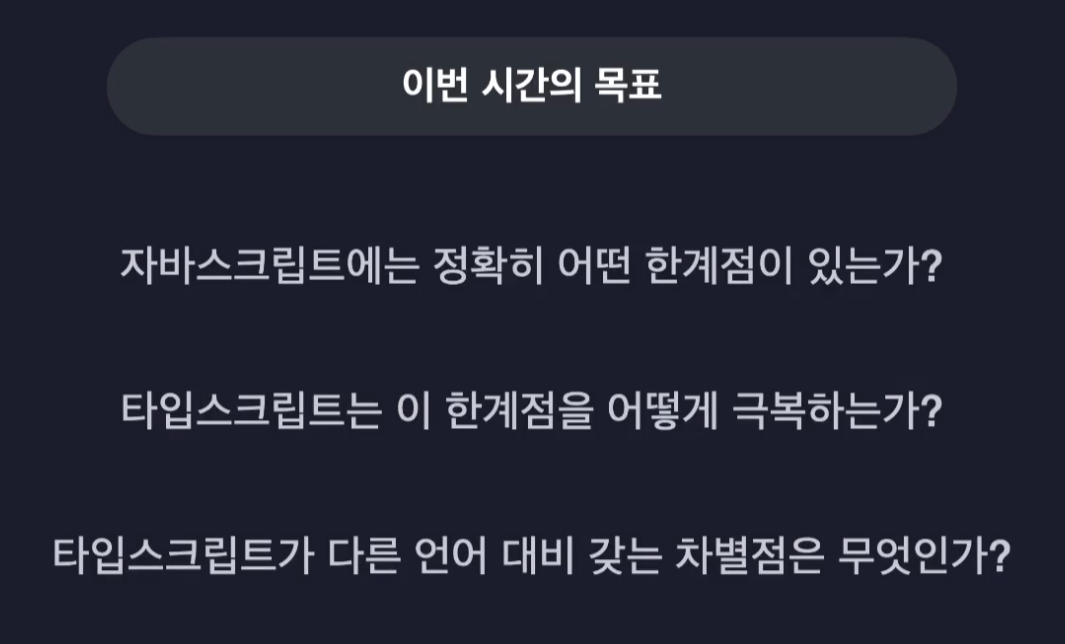 이번 시간의 목표
자바스크립트에는 정확히 어떤 한계점이 있는가?
타입스크립트는 이 한계점을 어떻게 극복하는가?
타입스크립트가 다른 언어 대비 갖는 차별점은 무엇인가?